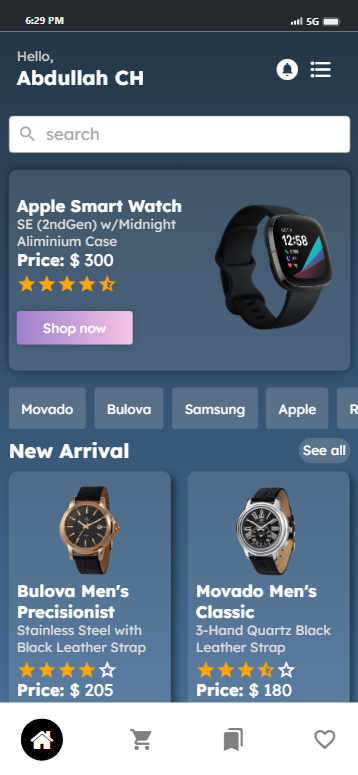 6:29 PM
5G
Hello,
Abdullah CH
search
Apple Smart Watch
SE (2ndGen) w/Midnight
Aliminium Case
Price: $ 300
12:58
Shop now
Movado
Bulova
Samsung
Apple
R
New Arrival
See all
Bulova Men's
Precisionist
Stainless Steel with
Black Leather Strap
Price: $ 205
Movado Men's
Classic
3-Hand Quartz Black
Leather Strap
Price: $ 180